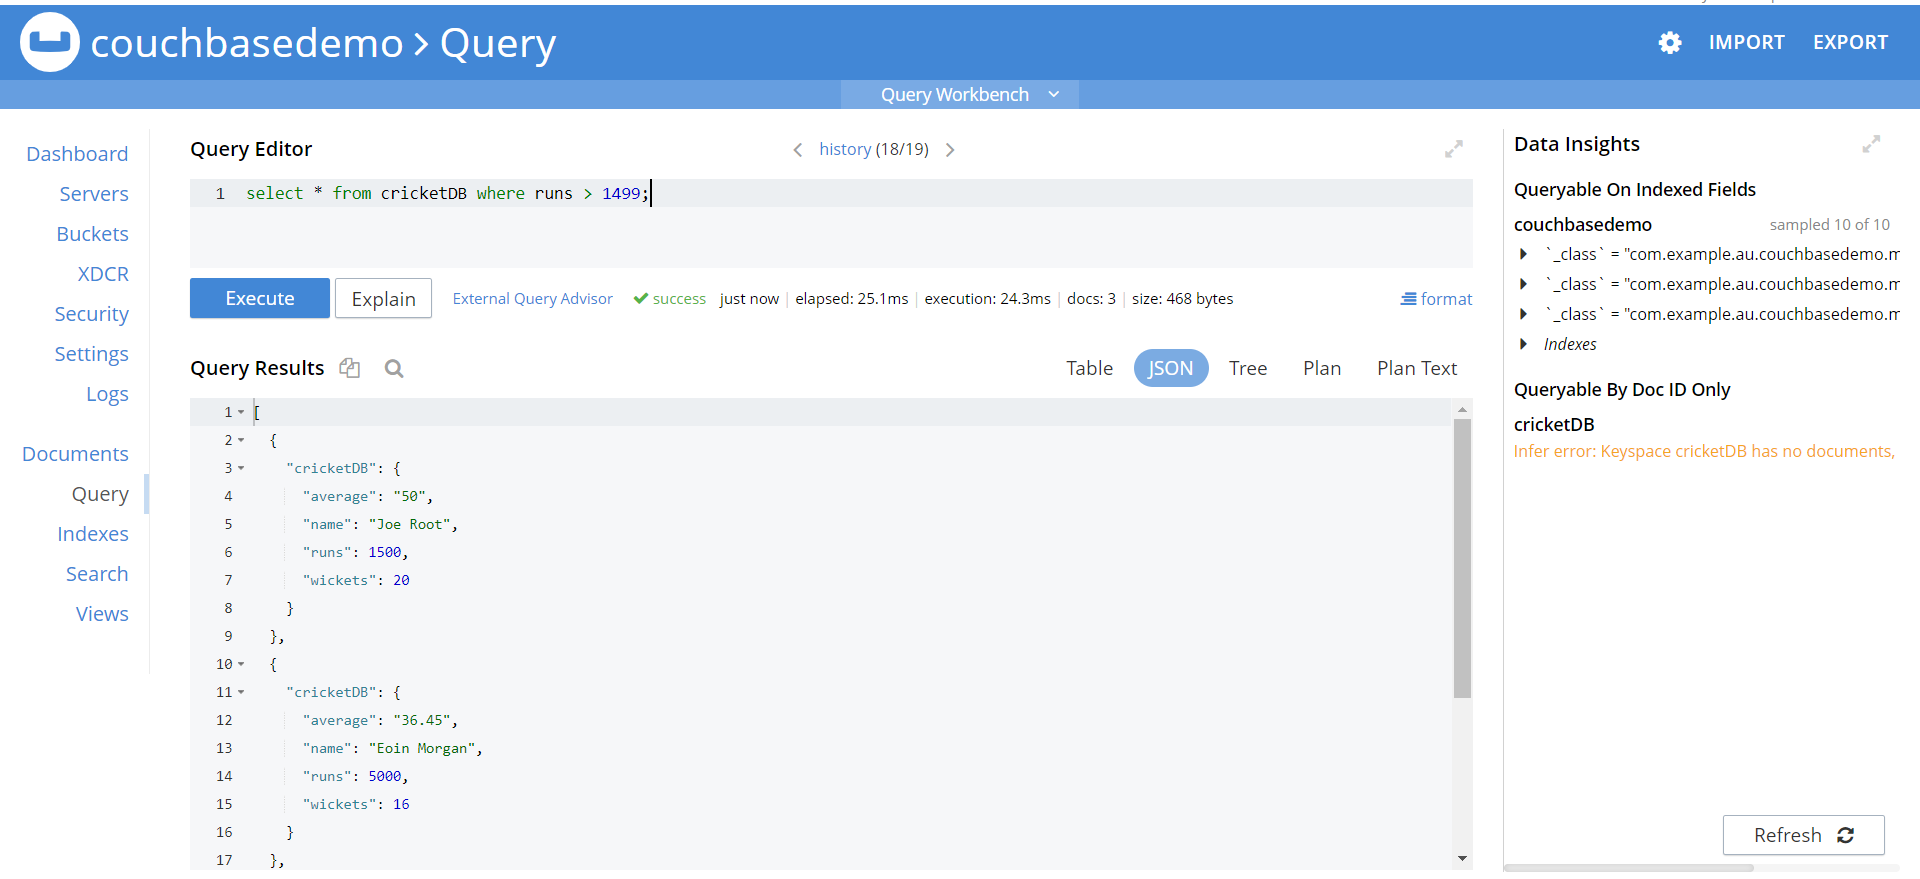 couchbasedemo > Query
IMPORT EXPORT
Query Workbench
Dashboard
Servers
Buckets
XDCR
Security
Settings
Logs
Documents
Query
Indexes
Search
Views
Query Editor
history (18/19)
1 select * from cricketDB where runs > 1499;
Execute Explain External Query Advisor success just now | elapsed: 25.1ms | execution: 24.3ms | docs: 3 | size: 468 bytes format
Query Results
Table JSON Tree Plan Plan Text
1 [
2 {
3 "cricketDB": {
4 "average": "50",
5 "name": "Joe Root",
6 "runs": 1500,
7 "wickets": 20
8 }
9 },
10 {
11 "cricketDB": {
12 "average": "36.45",
13 "name": "Eoin Morgan",
14 "runs": 5000,
15 "wickets": 16
16 }
17 },
Data Insights
Queryable On Indexed Fields
couchbasedemo sampled 10 of 10
`_class` = "com.example.au.couchbasedemo.m
`_class` = "com.example.au.couchbasedemo.m
`_class` = "com.example.au.couchbasedemo.m
Indexes
Queryable By Doc ID Only
cricketDB
Infer error: Keyspace cricketDB has no documents,
Refresh